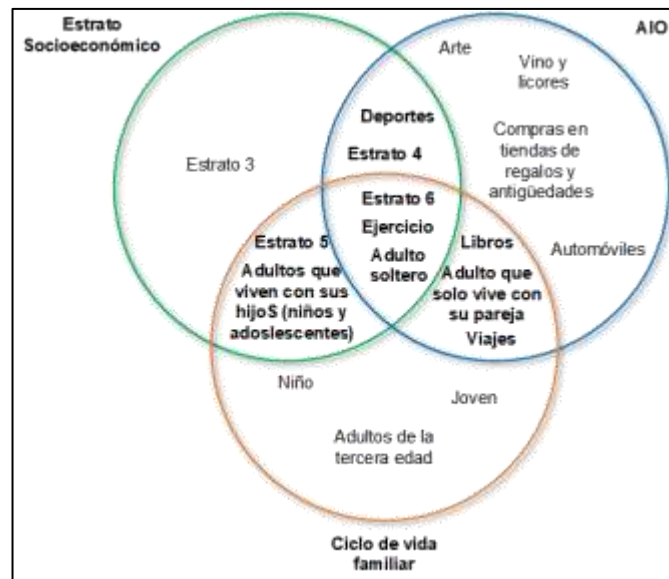 Estrato
Socioeconómico
AIO
Arte
Vino y
licores
Deportes
Compras en
tiendas de
regalos y
antigüedades
Estrato 4
Estrato 3
Estrato 6
Ejercicio
Adulto
soltero
Estrato 5
Adultos que
viven con sus
hijoS (niños y
adoslescentes)
Libros
Adulto que
solo vive con
su pareja
Viajes
Automóviles
Niño
Joven
Adultos de la
tercera edad
Ciclo de vida
familiar